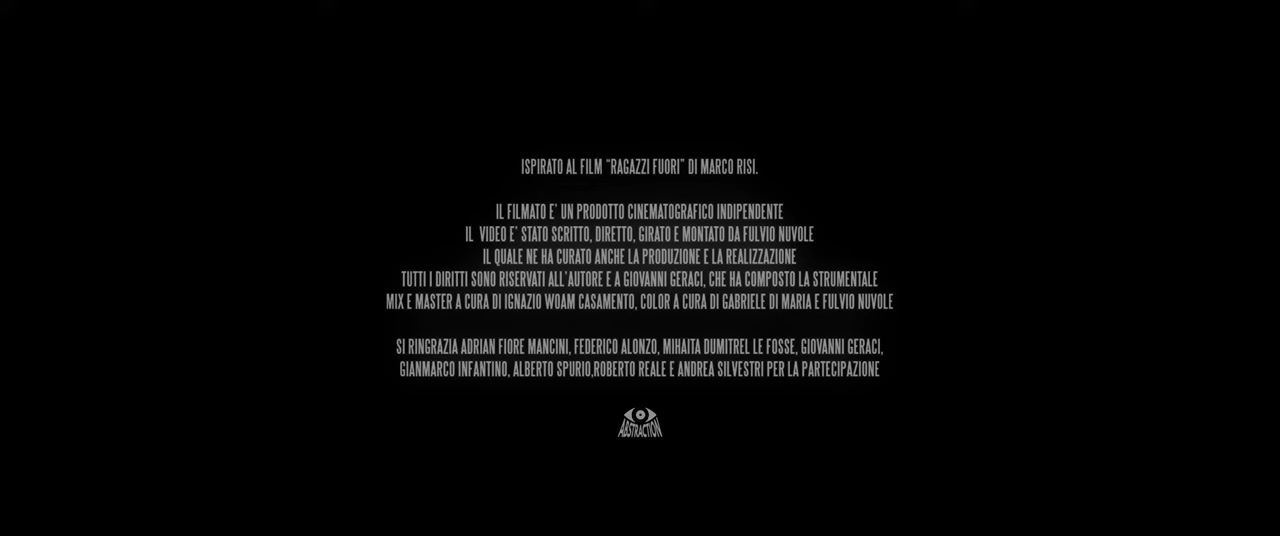 ISPIRATO AL FILM “RAGAZZI FUORI” DI MARCO RISI.
IL FILMATO E' UN PRODOTTO CINEMATOGRAFICO INDIPENDENTE
IL VIDEO E' STATO SCRITTO, DIRETTO, GIRATO E MONTATO DA FULVIO NUVOLE
IL QUALE NE HA CURATO ANCHE LA PRODUZIONE E LA REALIZZAZIONE
TUTTI I DIRITTI SONO RISERVATI ALL'AUTORE E A GIOVANNI GERACI, CHE HA COMPOSTO LA STRUMENTALE
MIX E MASTER A CURA DI IGNAZIO WOAM CASAMENTO, COLOR A CURA DI GABRIELE DI MARIA E FULVIO NUVOLE
SI RINGRAZIA ADRIAN FIORE MANCINI, FEDERICO ALONZO, MIHAITA DUMITREL LE FOSSE, GIOVANNI GERACI,
GIANMARCO INFANTINO, ALBERTO SPURIO,ROBERTO REALE E ANDREA SILVESTRI PER LA PARTECIPAZIONE
ABSTRACTION